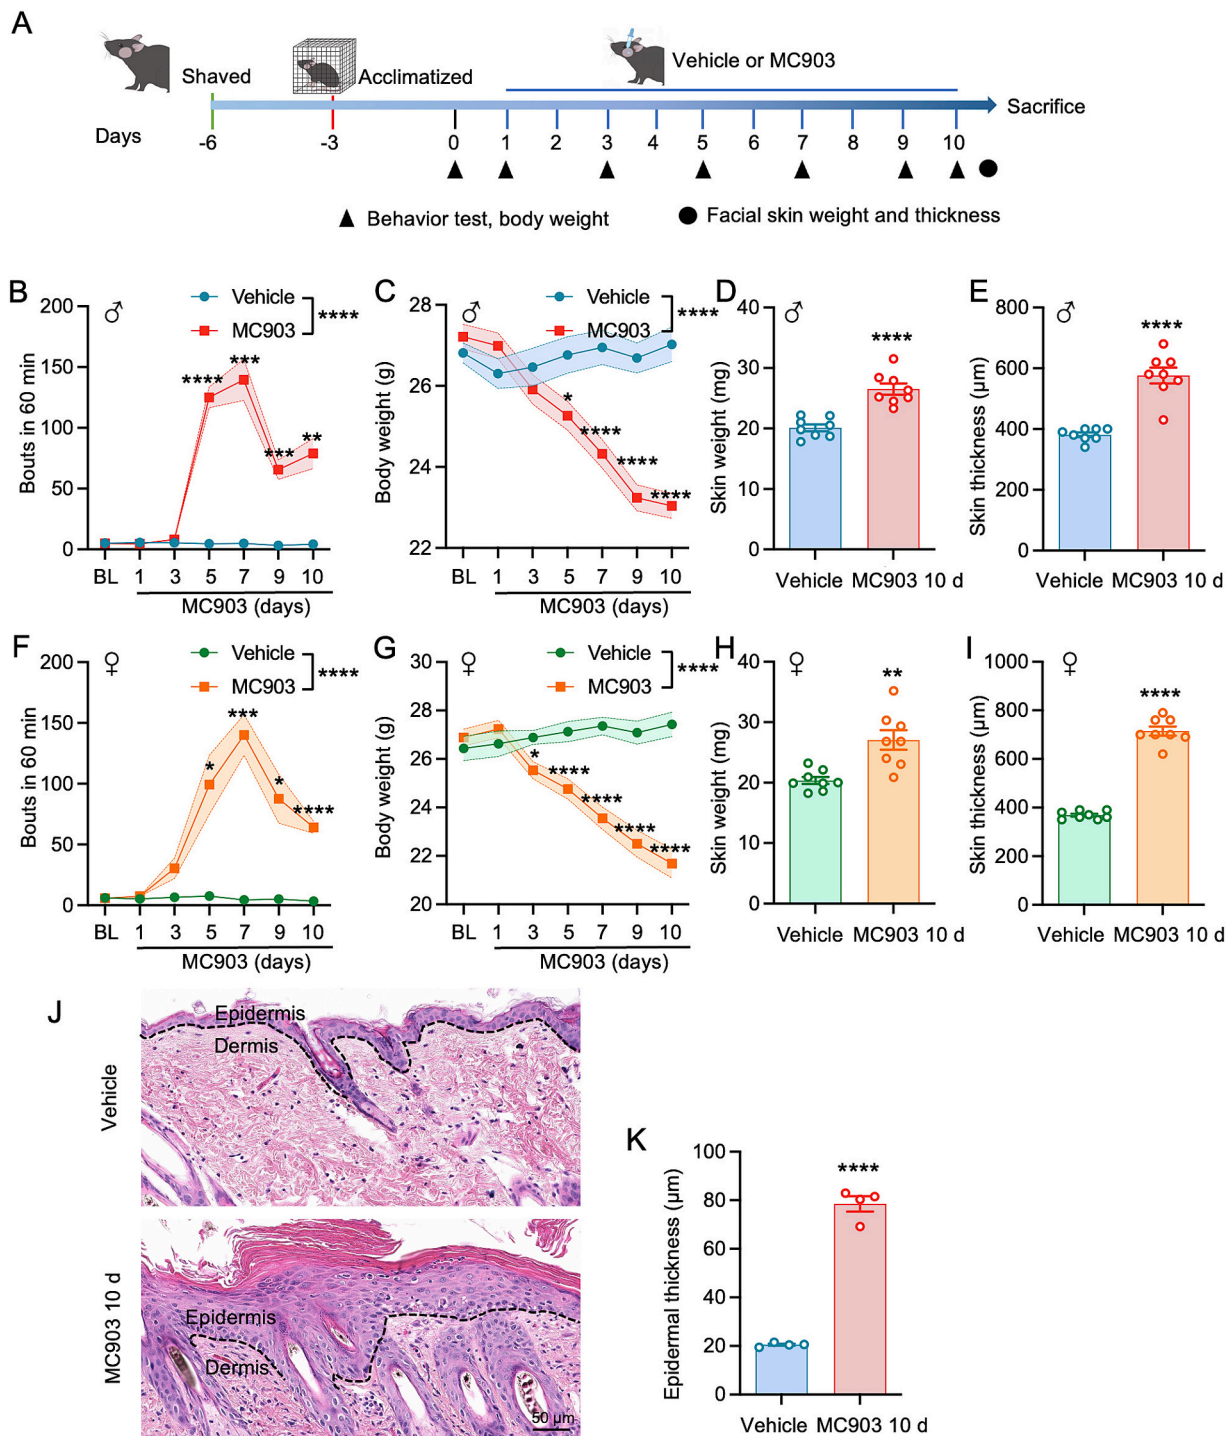 A
Shaved
Acclimatized
Vehicle or MC903
Sacrifice
Days
-6 -3 0 1 2 3 4 5 6 7 8 9 10
▲ Behavior test, body weight
● Facial skin weight and thickness
B
♂
Vehicle
MC903
****
200
150
100
50
0
Bouts in 60 min
****
***
***
**
BL 1 3 5 7 9 10
MC903 (days)
C
♂
Vehicle
MC903
****
28
26
24
22
Body weight (g)
*
****
****
****
BL 1 3 5 7 9 10
MC903 (days)
D
♂
40
30
20
10
0
Skin weight (mg)
****
Vehicle MC903 10 d
E
♂
800
600
400
200
0
Skin thickness (µm)
****
Vehicle MC903 10 d
F
♀
Vehicle
MC903
****
200
150
100
50
0
Bouts in 60 min
*
***
*
****
BL 1 3 5 7 9 10
MC903 (days)
G
♀
Vehicle
MC903
****
30
28
26
24
22
20
Body weight (g)
*
****
****
****
****
BL 1 3 5 7 9 10
MC903 (days)
H
♀
40
30
20
10
0
Skin weight (mg)
**
Vehicle MC903 10 d
I
♀
1000
800
600
400
200
0
Skin thickness (µm)
****
Vehicle MC903 10 d
J
Vehicle
Epidermis
Dermis
MC903 10 d
Epidermis
Dermis
50 µm
K
100
80
60
40
20
0
Epidermal thickness (µm)
****
Vehicle MC903 10 d